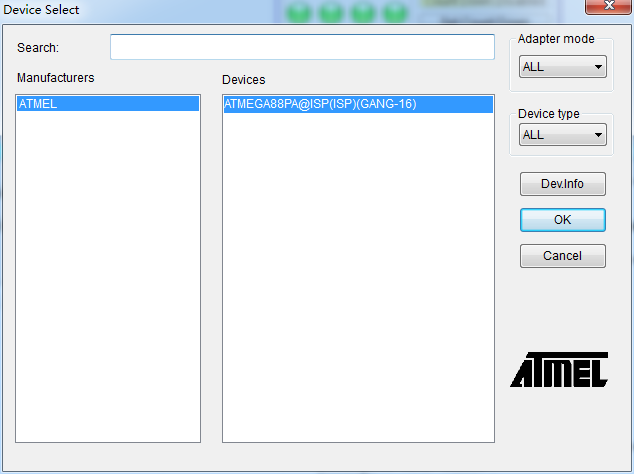 Device Select
Search:
Adapter mode
ALL
Manufacturers
Devices
ATMEL
ATMEGA88PA@ISP(ISP)(GANG-16)
Device type
ALL
Dev.Info
OK
Cancel
ATMEL